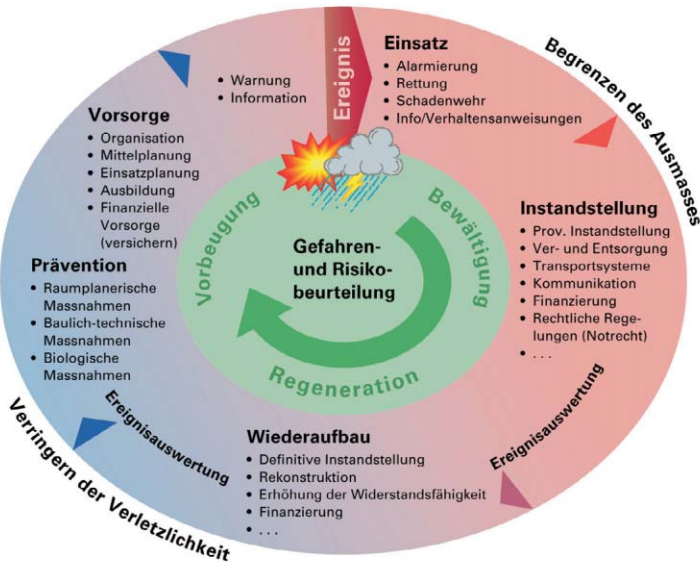 Ereignis
Einsatz
• Alarmierung
• Rettung
• Schadenwehr
• Info/Verhaltensanweisungen
Begrenzen des Ausmasses
Instandstellung
• Prov. Instandstellung
• Ver- und Entsorgung
• Transportsysteme
• Kommunikation
• Finanzierung
• Rechtliche Rege-
lungen (Notrecht)
• . . .
Ereignisauswertung
Wiederaufbau
• Definitive Instandstellung
• Rekonstruktion
• Erhöhung der Widerstandsfähigkeit
• Finanzierung
• . . .
Ereignisauswertung
Verringern der Verletzlichkeit
Prävention
• Raumplanerische
Massnahmen
• Baulich-technische
Massnahmen
• Biologische
Massnahmen
Vorsorge
• Organisation
• Mittelplanung
• Einsatzplanung
• Ausbildung
• Finanzielle
Vorsorge
(versichern)
• Warnung
• Information
Vorbeugung
Bewältigung
Regeneration
Gefahren-
und Risiko-
beurteilung